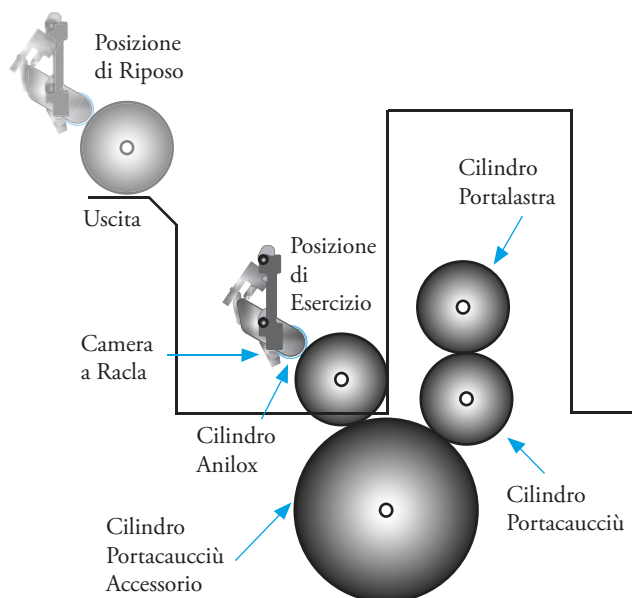 Posizione
di Riposo
Cilindro
Portalastra
Uscita
Posizione
di
Esercizio
Camera
a Racla
Cilindro
Anilox
Cilindro
Portacaucciù
Cilindro
Portacaucciù
Accessorio